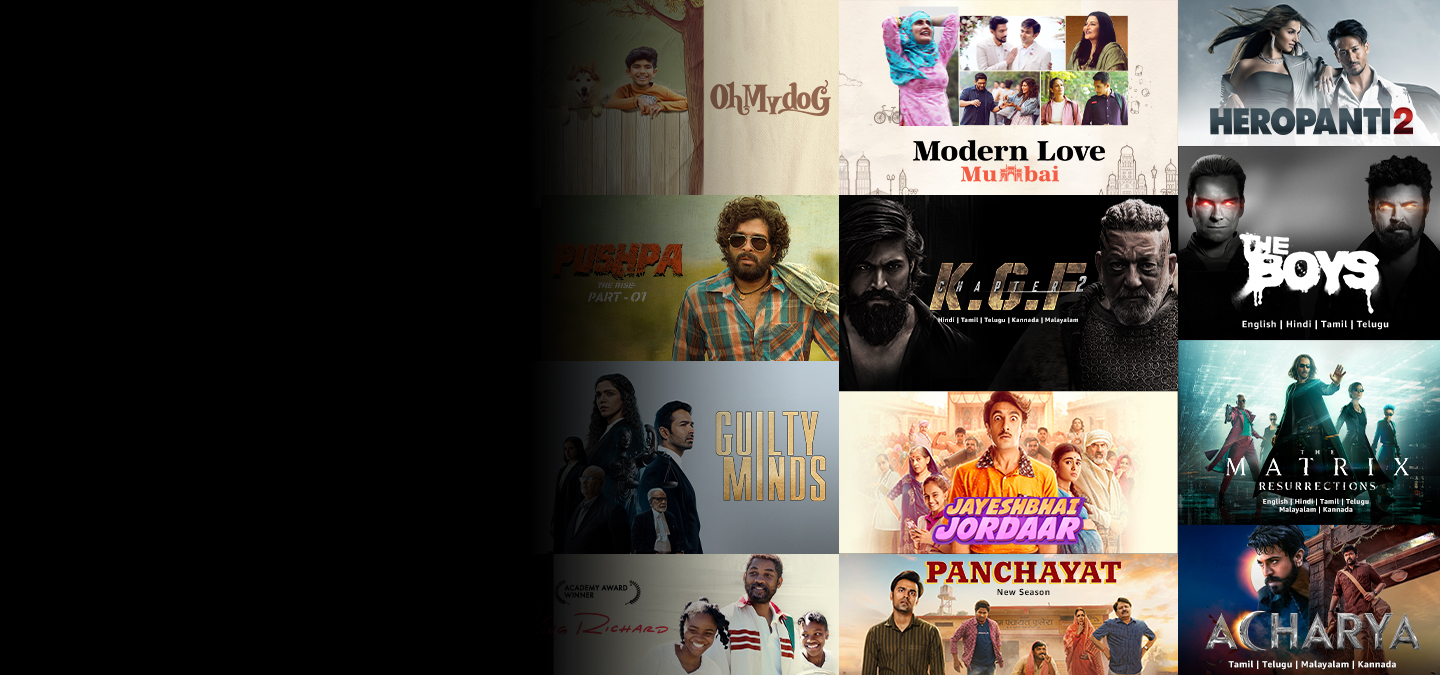 OhMydog
Modern Love
Mumbai
HEROPANTI2
PUSHPA
THE RISE
PART - 01
K.G.F
CHAPTER 2
Hindi | Tamil | Telugu | Kannada | Malayalam
THE
BOYS
English | Hindi | Tamil | Telugu
GUILTY
MINDS
JAYESHBHAI
JORDAAR
THE
MATRIX
RESURRECTIONS
English | Hindi | Tamil | Telugu
Malayalam | Kannada
ACADEMY AWARD
WINNER
RICHARD
PANCHAYAT
New Season
ACHARYA
Tamil | Telugu | Malayalam | Kannada